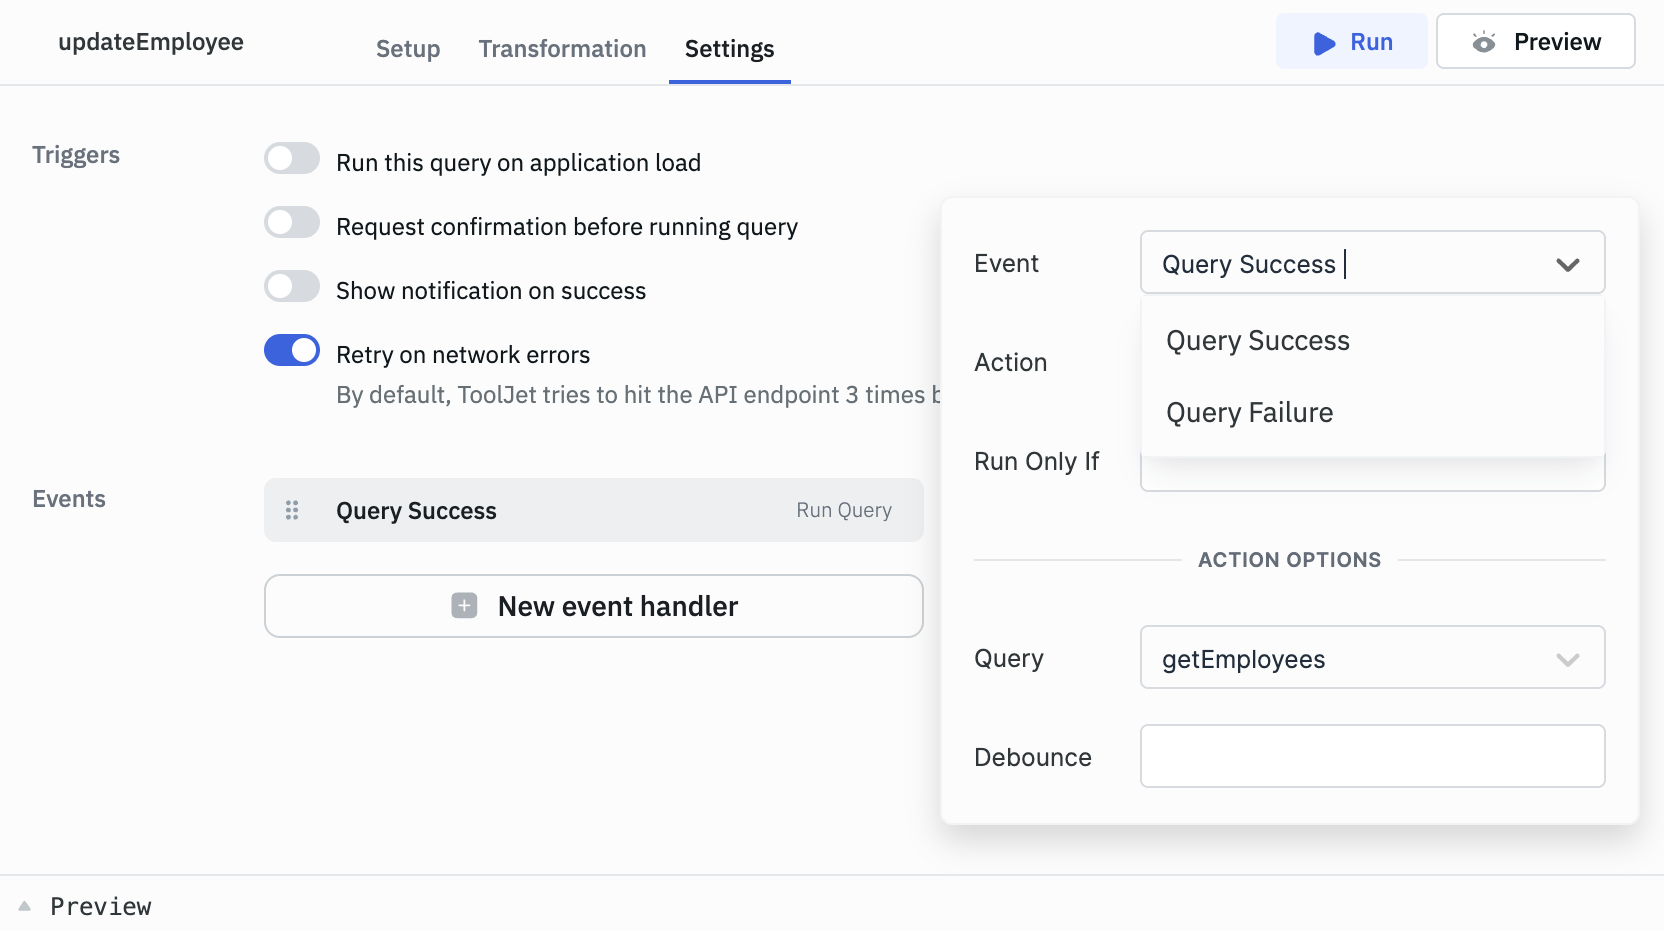 updateEmployee
Setup
Transformation
Settings
Run
Preview
Triggers
Run this query on application load
Request confirmation before running query
Show notification on success
Retry on network errors
By default, ToolJet tries to hit the API endpoint 3 times
Events
Query Success
Run Query
New event handler
Event
Query Success
Query Success
Query Failure
Action
Run Only If
ACTION OPTIONS
Query
getEmployees
Debounce
Preview